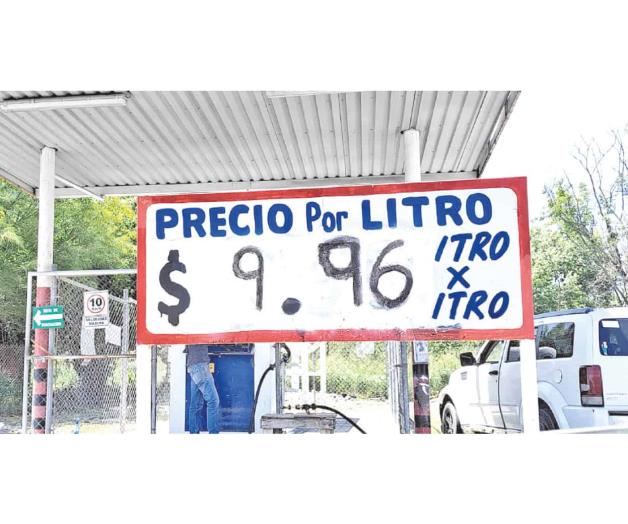 PRECIO Por LITRO
$ 9.96
ITRO
X
ITRO
10